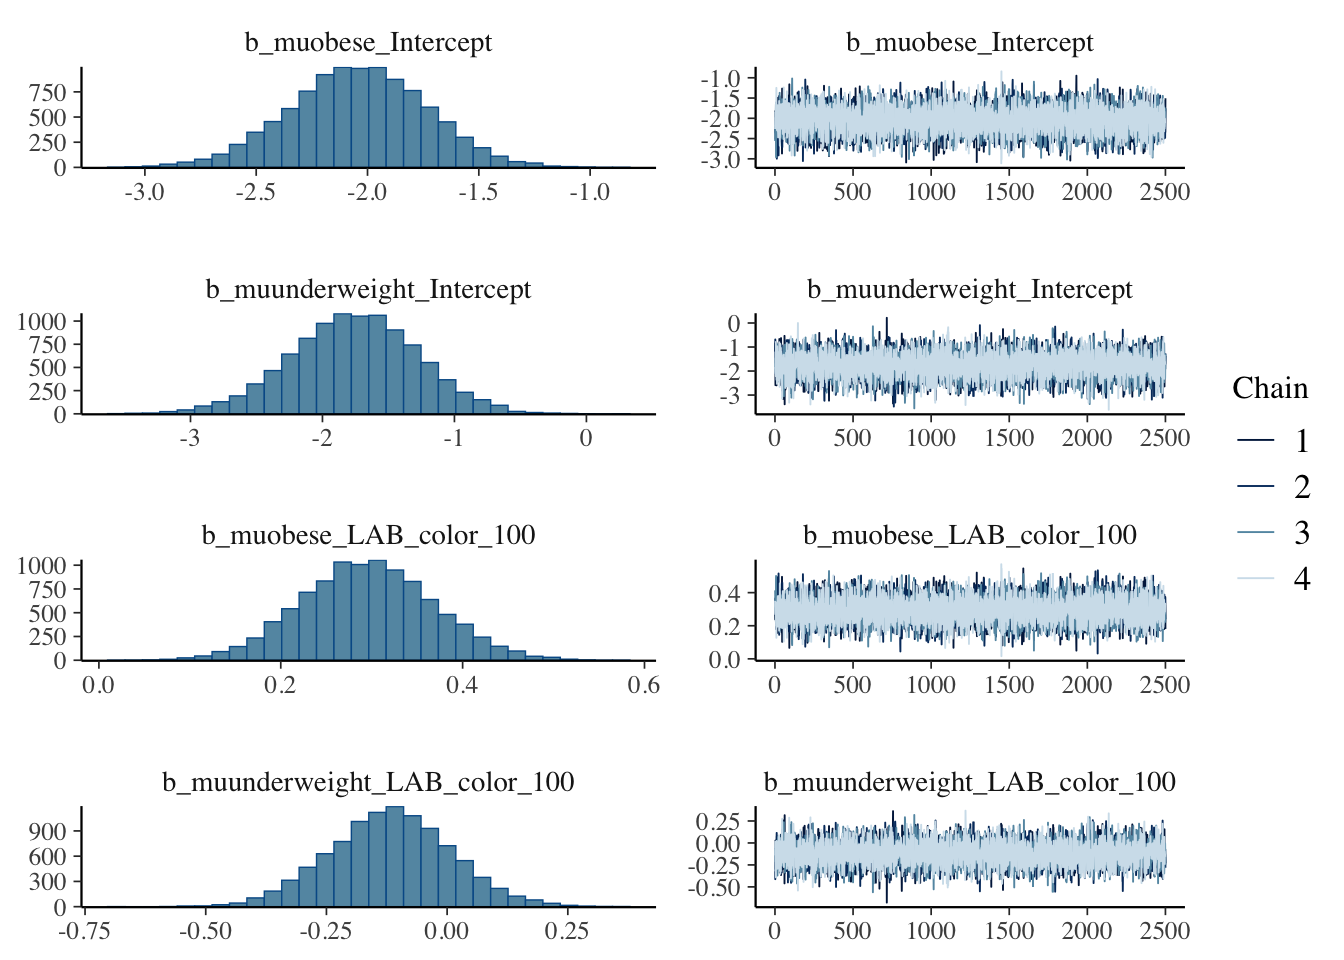 b_muobese_Intercept
750
500
250
0
-3.0 -2.5 -2.0 -1.5 -1.0
b_muobese_Intercept
-1.0
-1.5
-2.0
-2.5
-3.0
0 500 1000 1500 2000 2500
b_muunderweight_Intercept
1000
750
500
250
0
-3 -2 -1 0
b_muunderweight_Intercept
0
-1
-2
-3
0 500 1000 1500 2000 2500
b_muobese_LAB_color_100
1000
750
500
250
0
0.0 0.2 0.4 0.6
b_muobese_LAB_color_100
0.4
0.2
0.0
0 500 1000 1500 2000 2500
b_muunderweight_LAB_color_100
900
600
300
0
-0.75 -0.50 -0.25 0.00 0.25
b_muunderweight_LAB_color_100
0.25
0.00
-0.25
-0.50
0 500 1000 1500 2000 2500
Chain
1
2
3
4